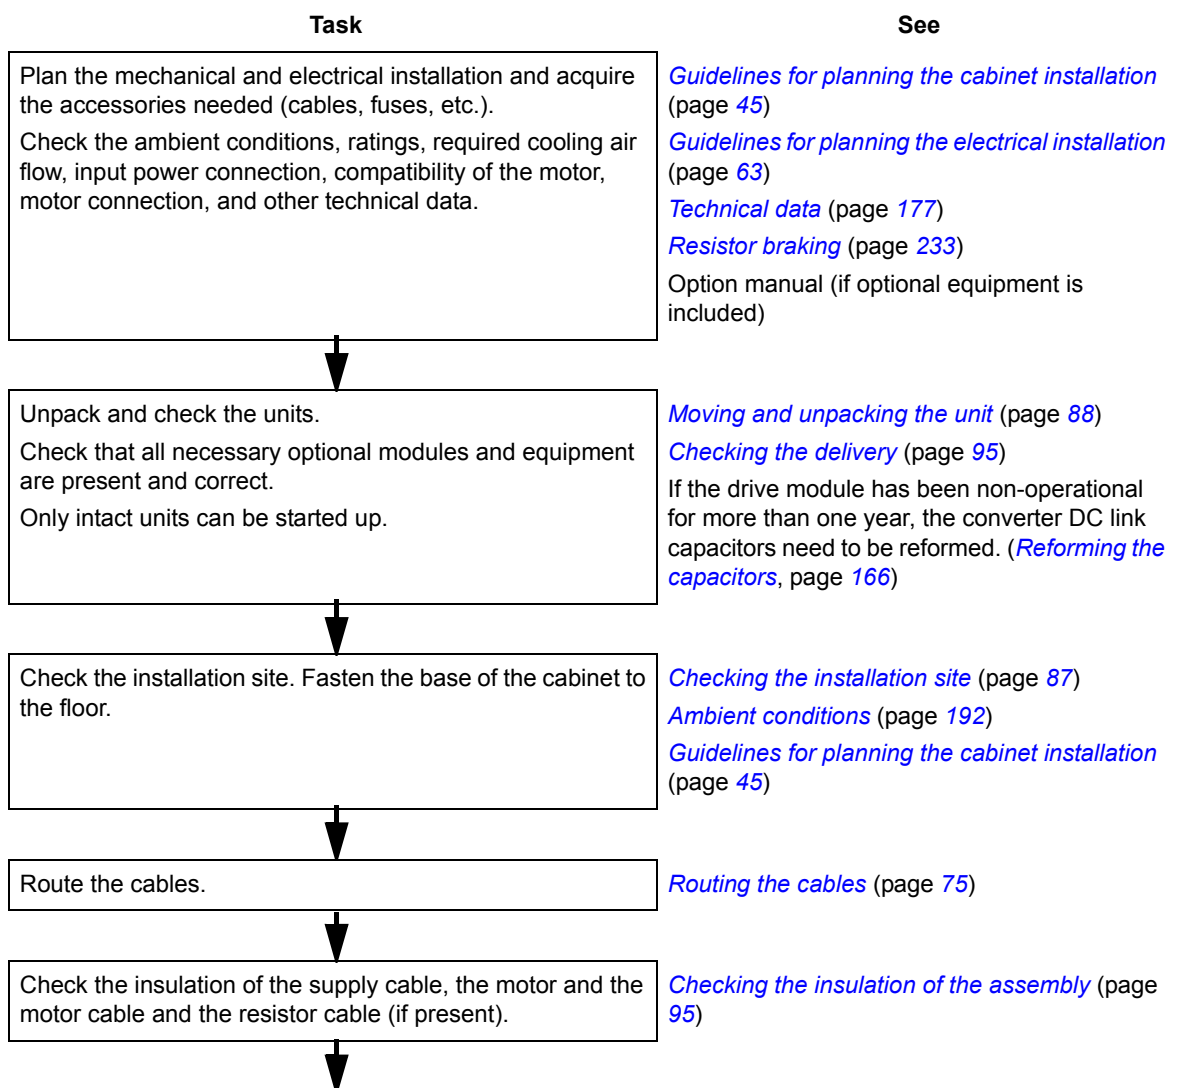 Task
See
Plan the mechanical and electrical installation and acquire
the accessories needed (cables, fuses, etc.).
Check the ambient conditions, ratings, required cooling air
flow, input power connection, compatibility of the motor,
motor connection, and other technical data.
Guidelines for planning the cabinet installation
(page 45)
Guidelines for planning the electrical installation
(page 63)
Technical data (page 177)
Resistor braking (page 233)
Option manual (if optional equipment is
included)
Unpack and check the units.
Check that all necessary optional modules and equipment
are present and correct.
Only intact units can be started up.
Moving and unpacking the unit (page 88)
Checking the delivery (page 95)
If the drive module has been non-operational
for more than one year, the converter DC link
capacitors need to be reformed. (Reforming the
capacitors, page 166)
Check the installation site. Fasten the base of the cabinet to
the floor.
Checking the installation site (page 87)
Ambient conditions (page 192)
Guidelines for planning the cabinet installation
(page 45)
Route the cables.
Routing the cables (page 75)
Check the insulation of the supply cable, the motor and the
motor cable and the resistor cable (if present).
Checking the insulation of the assembly (page
95)